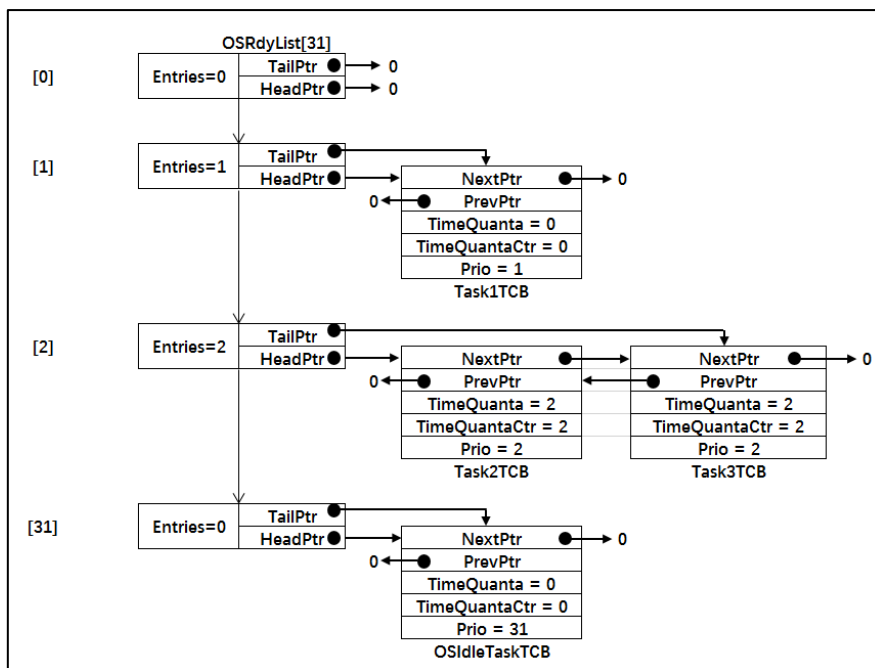 OSRdyList[31]
[0]
Entries=0
TailPtr
0
HeadPtr
0
[1]
Entries=1
TailPtr
HeadPtr
NextPtr
0
0
PrevPtr
TimeQuanta = 0
TimeQuantaCtr = 0
Prio = 1
Task1TCB
[2]
Entries=2
TailPtr
HeadPtr
NextPtr
NextPtr
0
0
PrevPtr
PrevPtr
TimeQuanta = 2
TimeQuanta = 2
TimeQuantaCtr = 2
TimeQuantaCtr = 2
Prio = 2
Prio = 2
Task2TCB
Task3TCB
[31]
Entries=0
TailPtr
HeadPtr
NextPtr
0
0
PrevPtr
TimeQuanta = 0
TimeQuantaCtr = 0
Prio = 31
OSIdleTaskTCB